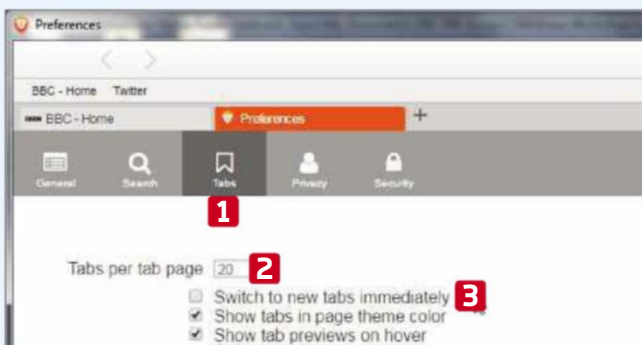 Preferences
BBC - Home Twitter
BBC - Home Preferences +
General Search Tabs Privacy Security
1
Tabs per tab page 20 2
Switch to new tabs immediately 3
Show tabs in page theme color
Show tab previews on hover